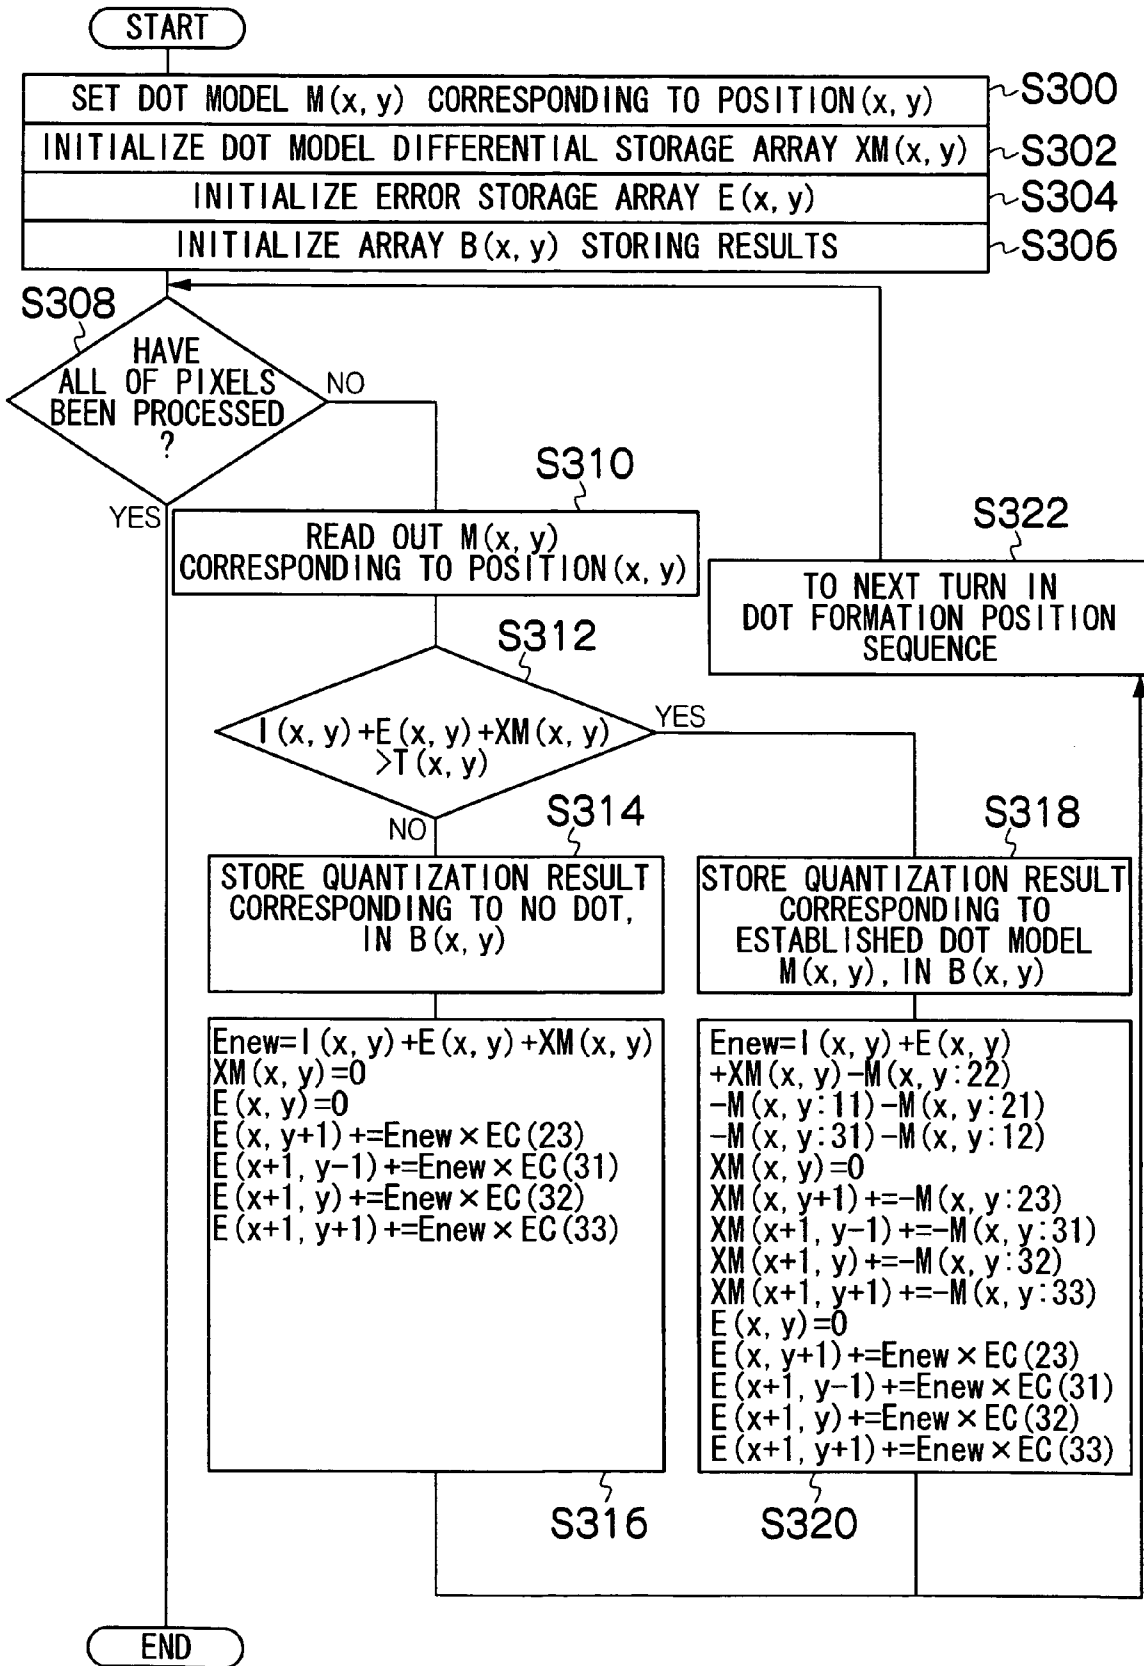 START
SET DOT MODEL M(x, y) CORRESPONDING TO POSITION(x, y)
S300
INITIALIZE DOT MODEL DIFFERENTIAL STORAGE ARRAY XM(x, y)
S302
INITIALIZE ERROR STORAGE ARRAY E(x, y)
S304
INITIALIZE ARRAY B(x, y) STORING RESULTS
S306
S308
HAVE
ALL OF PIXELS
BEEN PROCESSED
?
NO
YES
S310
READ OUT M(x, y)
CORRESPONDING TO POSITION(x, y)
S322
TO NEXT TURN IN
DOT FORMATION POSITION
SEQUENCE
S312
I(x, y)+E(x, y)+XM(x, y)
>T(x, y)
YES
NO
S314
STORE QUANTIZATION RESULT
CORRESPONDING TO NO DOT,
IN B(x, y)
S318
STORE QUANTIZATION RESULT
CORRESPONDING TO
ESTABLISHED DOT MODEL
M(x, y), IN B(x, y)
Enew=I(x, y)+E(x, y)+XM(x, y)
XM(x, y)=0
E(x, y)=0
E(x, y+1)+=Enew×EC(23)
E(x+1, y-1)+=Enew×EC(31)
E(x+1, y)+=Enew×EC(32)
E(x+1, y+1)+=Enew×EC(33)
S316
Enew=I(x, y)+E(x, y)
+XM(x, y)-M(x, y:22)
-M(x, y:11)-M(x, y:21)
-M(x, y:31)-M(x, y:12)
XM(x, y)=0
XM(x, y+1)+=-M(x, y:23)
XM(x+1, y-1)+=-M(x, y:31)
XM(x+1, y)+=-M(x, y:32)
XM(x+1, y+1)+=-M(x, y:33)
E(x, y)=0
E(x, y+1)+=Enew×EC(23)
E(x+1, y-1)+=Enew×EC(31)
E(x+1, y)+=Enew×EC(32)
E(x+1, y+1)+=Enew×EC(33)
S320
END